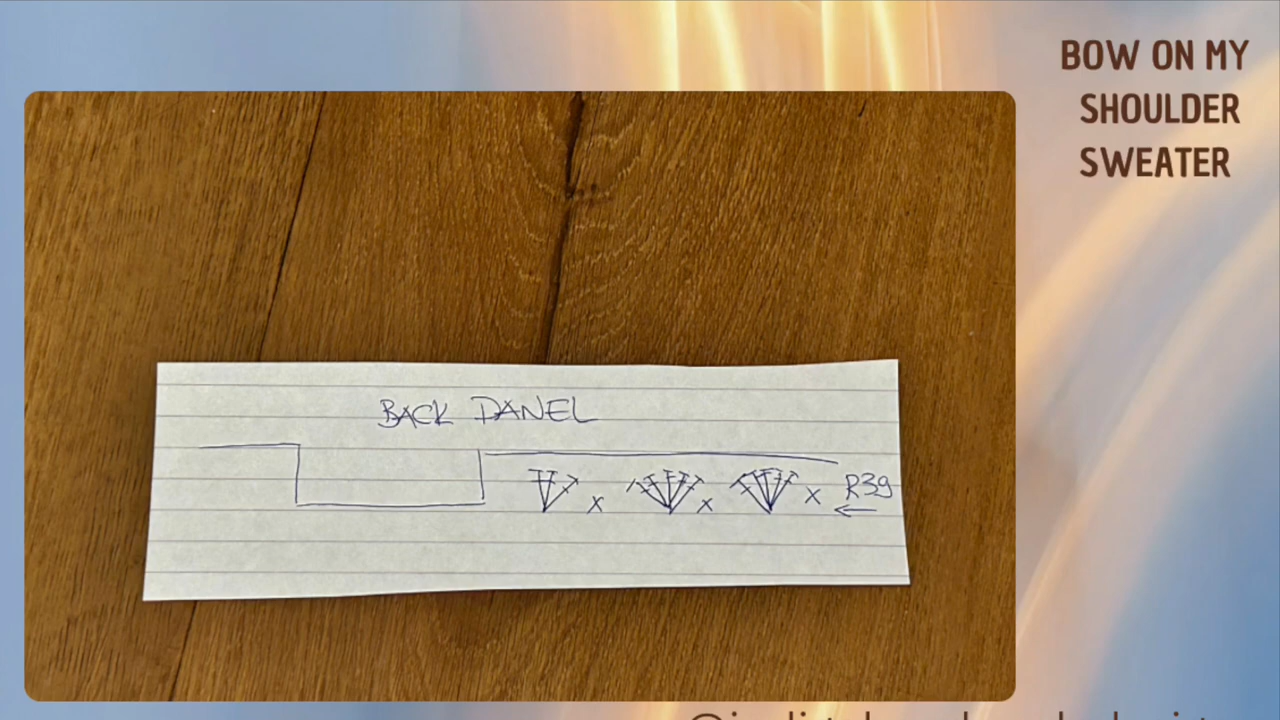 BOW ON MY
SHOULDER
SWEATER
BACK PANEL
x x x R39